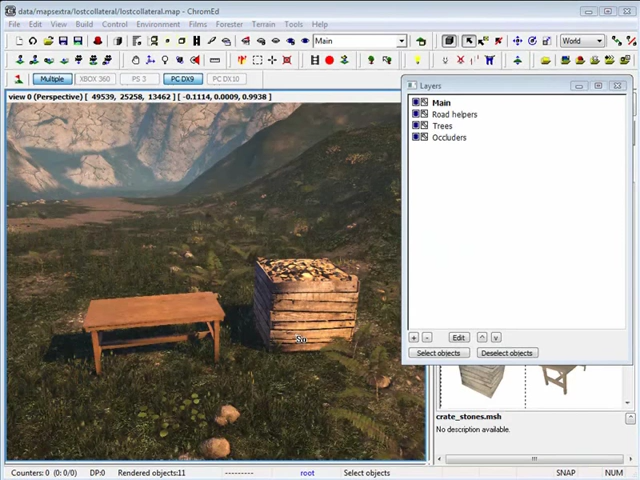 data/mapsextra/lostcollateral/lostcollateral.map - ChromEd
File Edit View Build Control Environment Films Forester Terrain Tools Help
Main
World
Multiple XBOX 360 PS 3 PC DX9 PC DX10
view 0 (Perspective) [ 49539, 25258, 13462] [ -0.1114, 0.0009, 0.9938 ]
Layers
Main
Road helpers
Trees
Occluders
+ - Edit ^ v
Select objects Deselect objects
crate_stones.msh
No description available.
Counters: 0 (0: 0/0) DP:0 Rendered objects:11 --------- root Select objects SNAP NUM